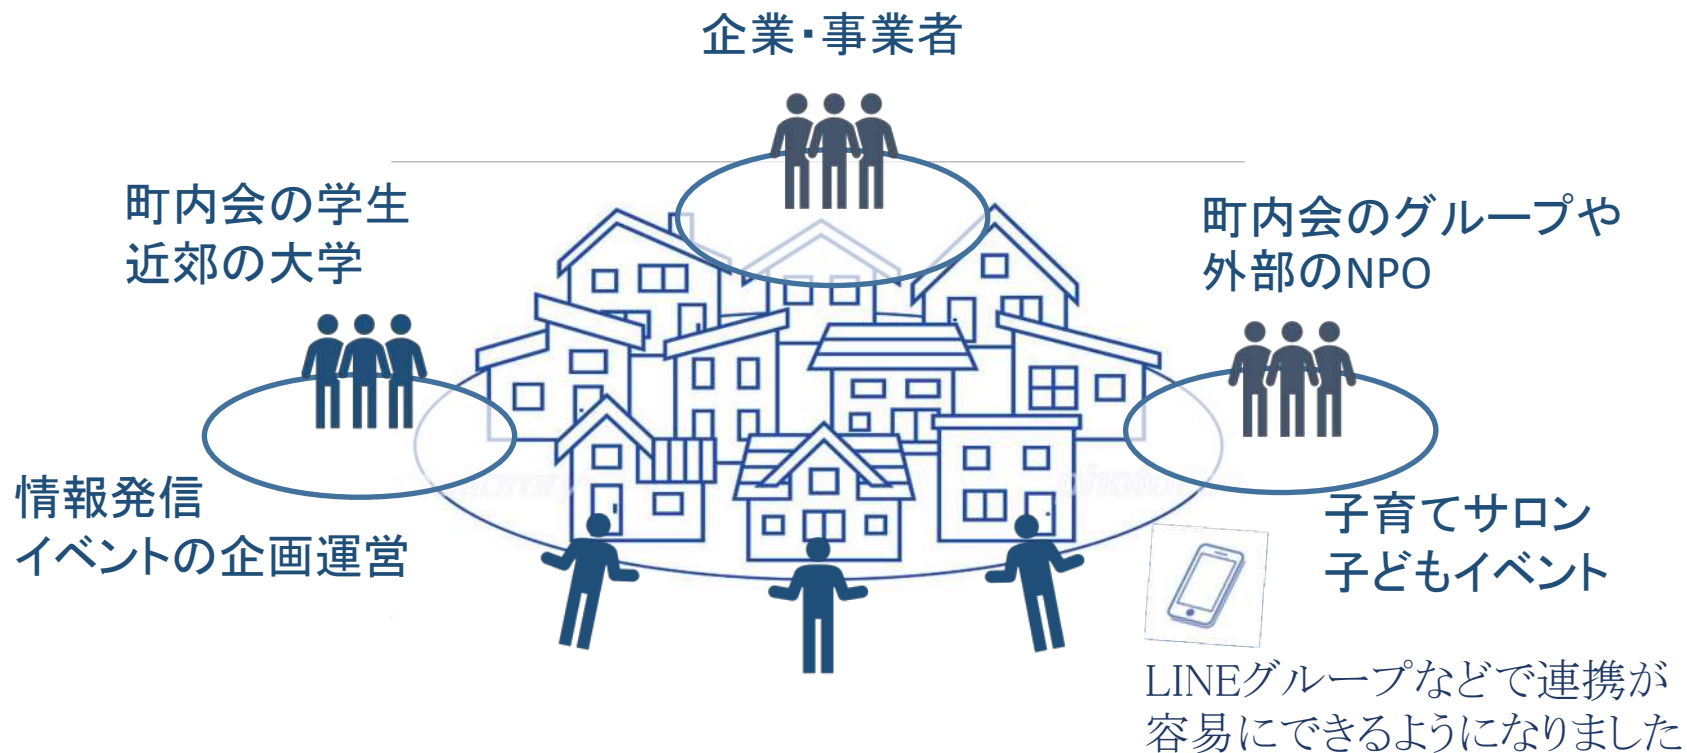 企業・事業者
町内会の学生
近郊の大学
町内会のグループや
外部のNPO
情報発信
イベントの企画運営
子育てサロン
子どもイベント
LINEグループなどで連携が
容易にできるようになりました